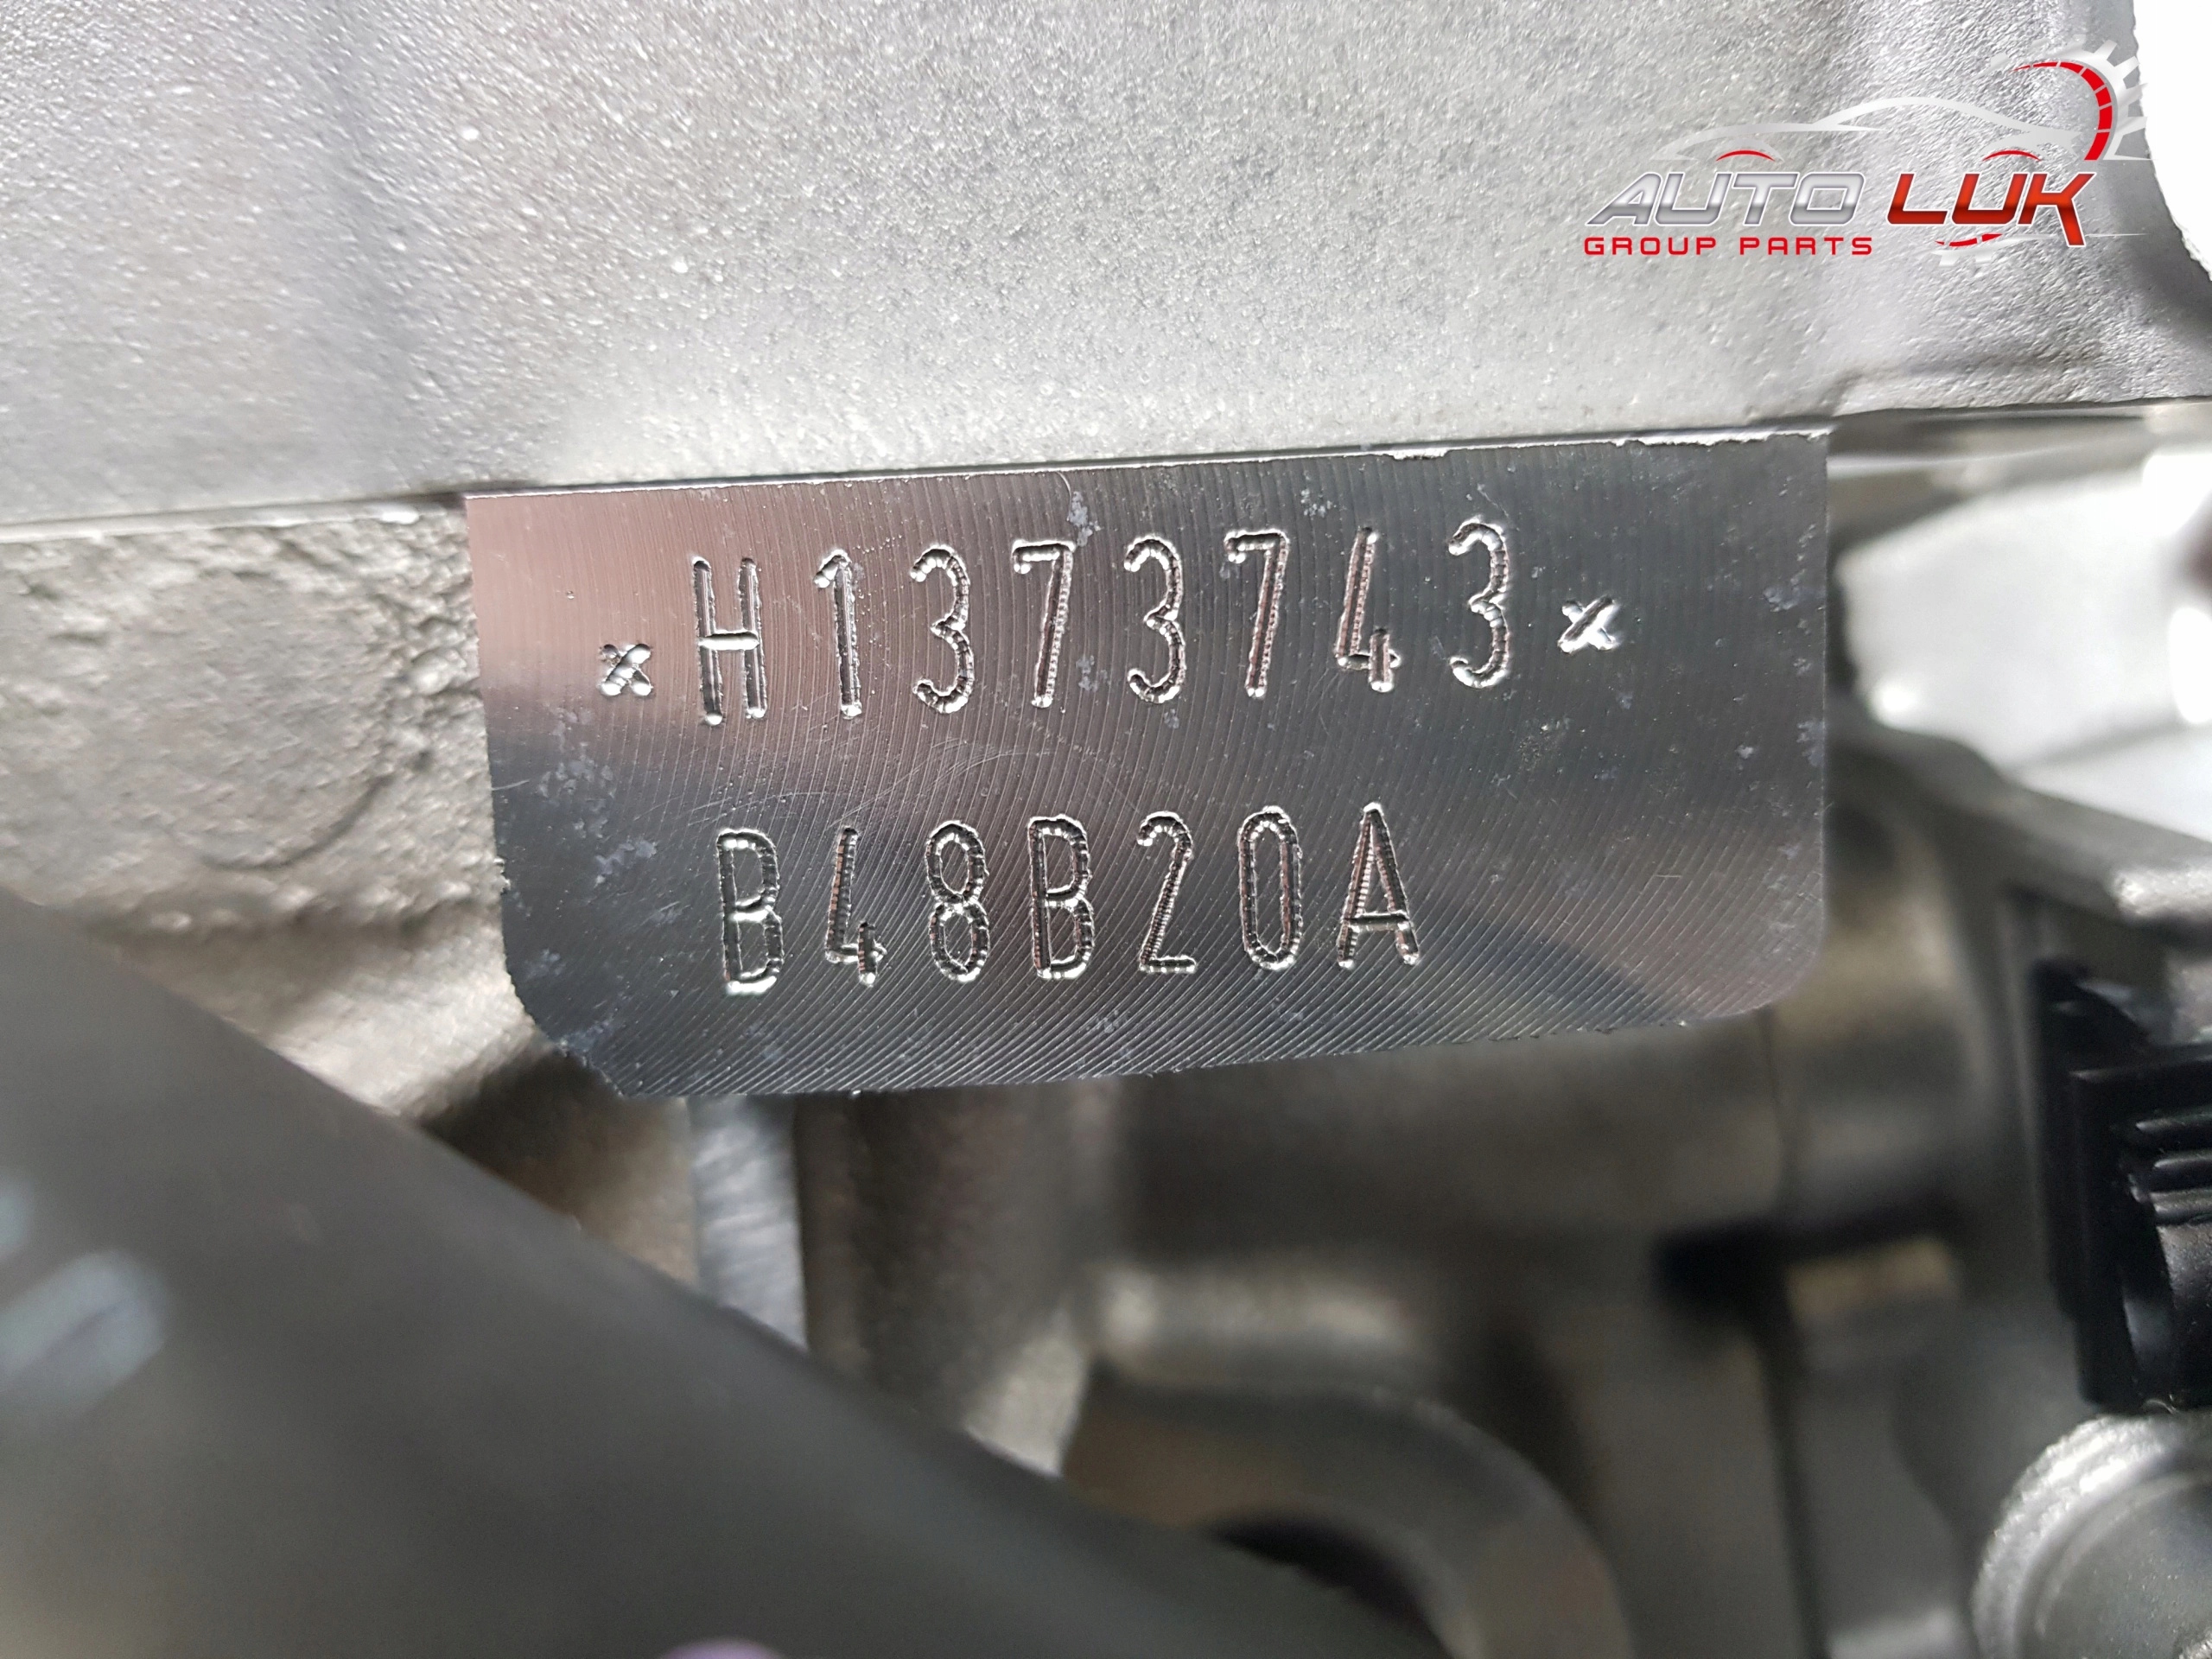 AUTO LUK
GROUP PARTS
*H1373743*
B48B20A